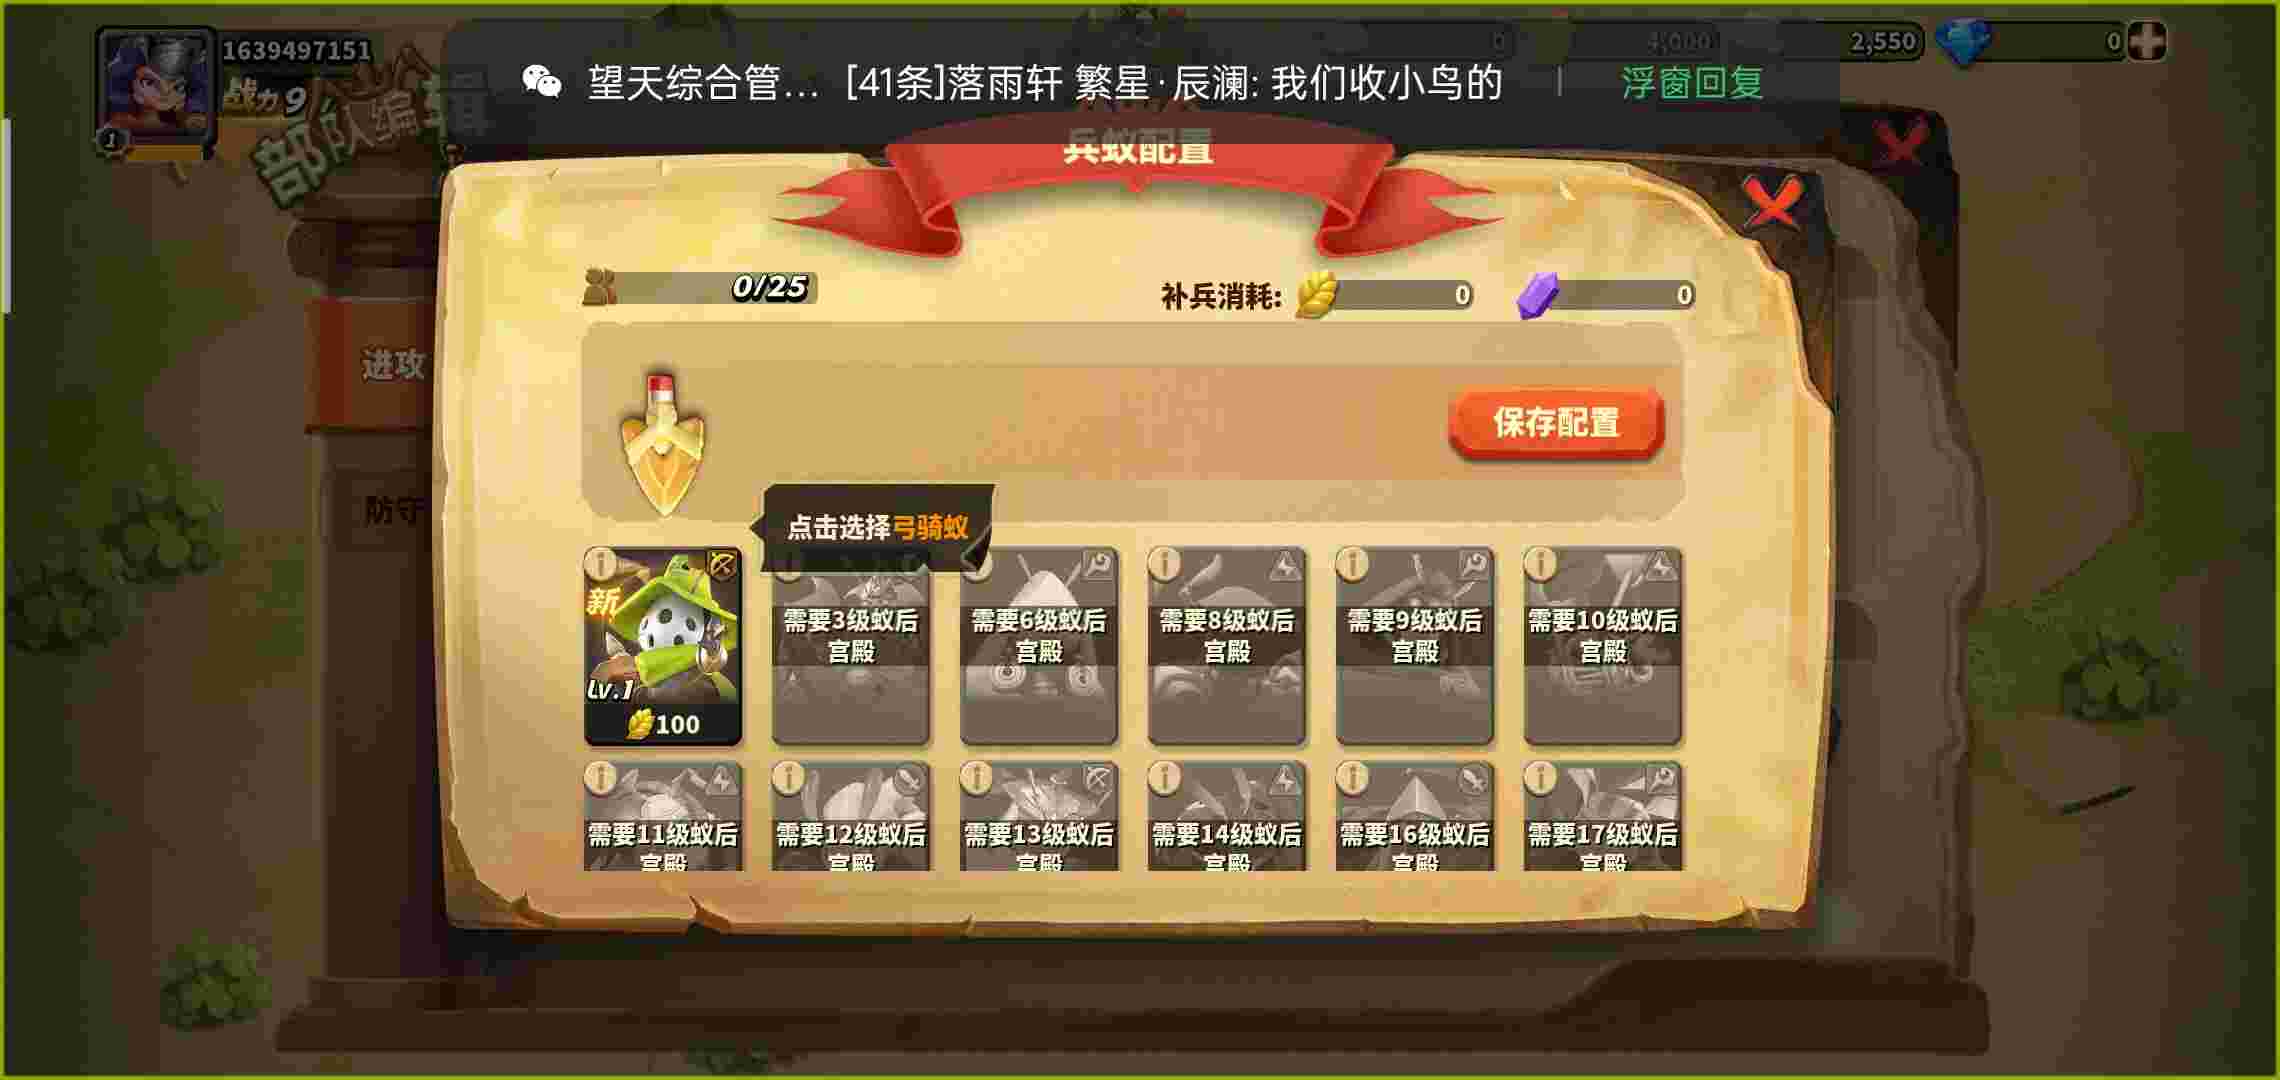 1639497151
战力9
1
部队编辑
0
4,000
2,550
0
望天综合管… [41条]落雨轩 繁星·辰澜: 我们收小鸟的
浮窗回复
兵蚁配置
0/25
补兵消耗:
0
0
进攻
防守
保存配置
点击选择弓骑蚁
新
Lv.1
100
需要3级蚁后
宫殿
需要6级蚁后
宫殿
需要8级蚁后
宫殿
需要9级蚁后
宫殿
需要10级蚁后
宫殿
需要11级蚁后
宫殿
需要12级蚁后
宫殿
需要13级蚁后
宫殿
需要14级蚁后
宫殿
需要16级蚁后
宫殿
需要17级蚁后
宫殿